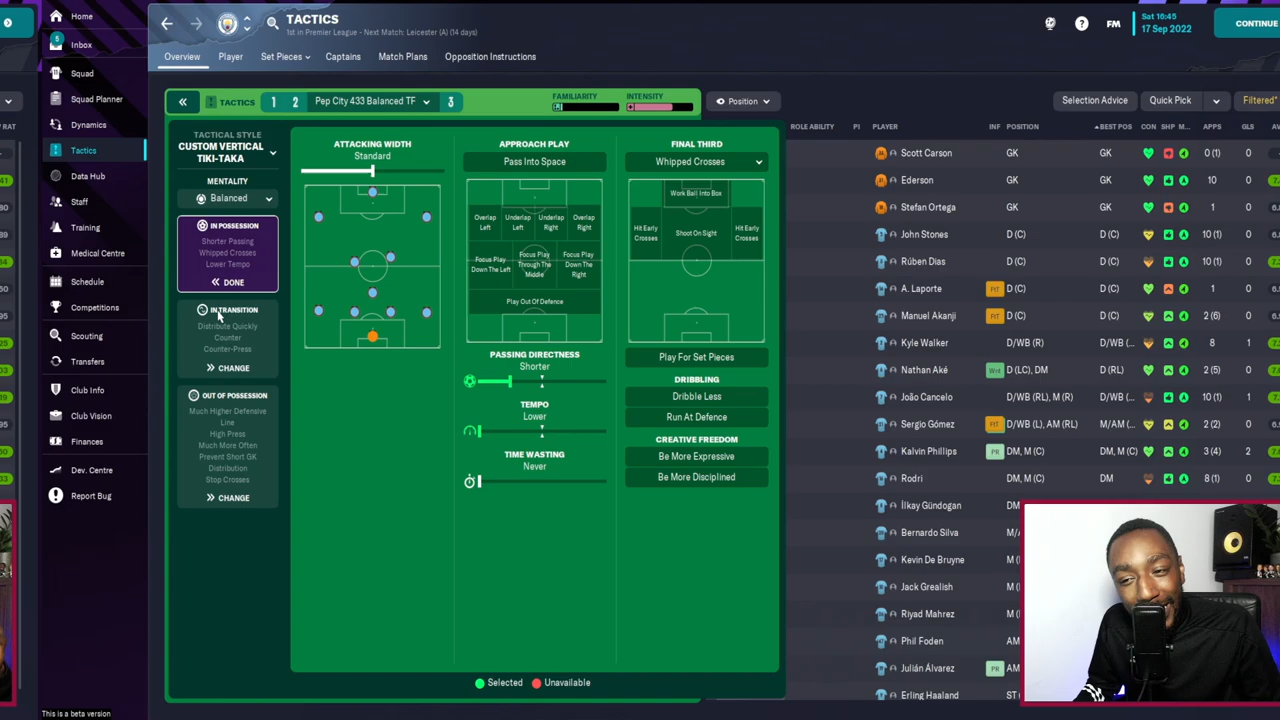 Home
5
Inbox
Squad
Squad Planner
Dynamics
Tactics
Data Hub
Staff
Training
Medical Centre
Schedule
Competitions
Scouting
Transfers
Club Info
Club Vision
Finances
Dev. Centre
Report Bug
This is a beta version
TACTICS
1st in Premier League - Next Match: Leicester (A) (14 days)
FM
Sat 16:45
17 Sep 2022
CONTINUE
Overview
Player
Set Pieces
Captains
Match Plans
Opposition Instructions
TACTICS
1
2
Pep City 433 Balanced TF
3
FAMILIARITY
INTENSITY
Position
Selection Advice
Quick Pick
Filtered*
TACTICAL STYLE
CUSTOM VERTICAL
TIKI-TAKA
MENTALITY
Balanced
IN POSSESSION
Shorter Passing
Whipped Crosses
Lower Tempo
DONE
IN TRANSITION
Distribute Quickly
Counter
Counter-Press
CHANGE
OUT OF POSSESSION
Much Higher Defensive
Line
High Press
Much More Often
Prevent Short GK
Distribution
Stop Crosses
CHANGE
ATTACKING WIDTH
Standard
APPROACH PLAY
Pass Into Space
Overlap Left
Underlap Left
Underlap Right
Overlap Right
Focus Play Down The Left
Focus Play Through The Middle
Focus Play Down The Right
Play Out Of Defence
PASSING DIRECTNESS
Shorter
TEMPO
Lower
TIME WASTING
Never
FINAL THIRD
Whipped Crosses
Work Ball Into Box
Hit Early Crosses
Shoot On Sight
Hit Early Crosses
Play For Set Pieces
DRIBBLING
Dribble Less
Run At Defence
CREATIVE FREEDOM
Be More Expressive
Be More Disciplined
Selected
Unavailable
ROLE ABILITY PI PLAYER INF POSITION BEST POS CON SHP M... APPS GLS
Scott Carson GK GK 0 (1) 0
Ederson GK GK 10 0
Stefan Ortega GK GK 1 0
John Stones D (C) D (C) 10 (1) 0
Rúben Dias D (C) D (C) 10 (1) 0
A. Laporte FIT D (C) D (C) 1 0
Manuel Akanji FIT D (C) D (C) 2 (6) 0
Kyle Walker D/WB (R) D/WB (R) 8 1
Nathan Aké Wnt D (LC), DM D (RL) 2 (5) 0
João Cancelo D/WB (RL), M (R) D/WB (R) 10 (1) 1
Sergio Gómez FIT D/WB (L), AM (RL) M/AM (... 2 (5) 0
Kalvin Phillips PR DM, M (C) DM, M (C) 3 (4) 2
Rodri DM, M (C) DM 8 (1) 0
İlkay Gündogan DM, M (C)
Bernardo Silva M/A
Kevin De Bruyne M/A
Jack Grealish M (
Riyad Mahrez M (
Phil Foden AM
Julián Álvarez PR AM
Erling Haaland ST